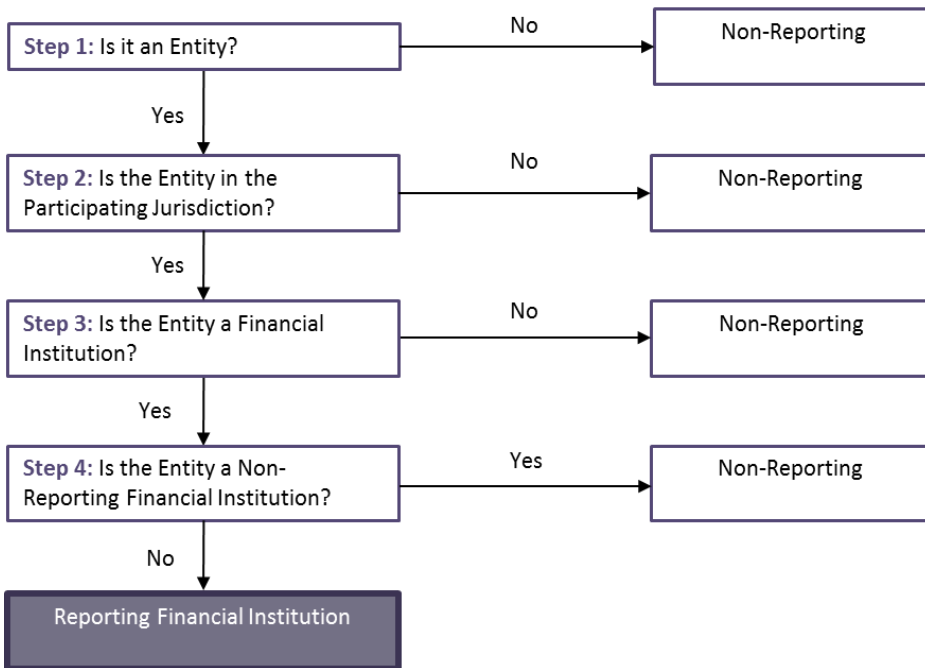 Step 1: Is it an Entity?
No
Non-Reporting
Yes
Step 2: Is the Entity in the
Participating Jurisdiction?
No
Non-Reporting
Yes
Step 3: Is the Entity a Financial
Institution?
No
Non-Reporting
Yes
Step 4: Is the Entity a Non-
Reporting Financial Institution?
Yes
Non-Reporting
No
Reporting Financial Institution